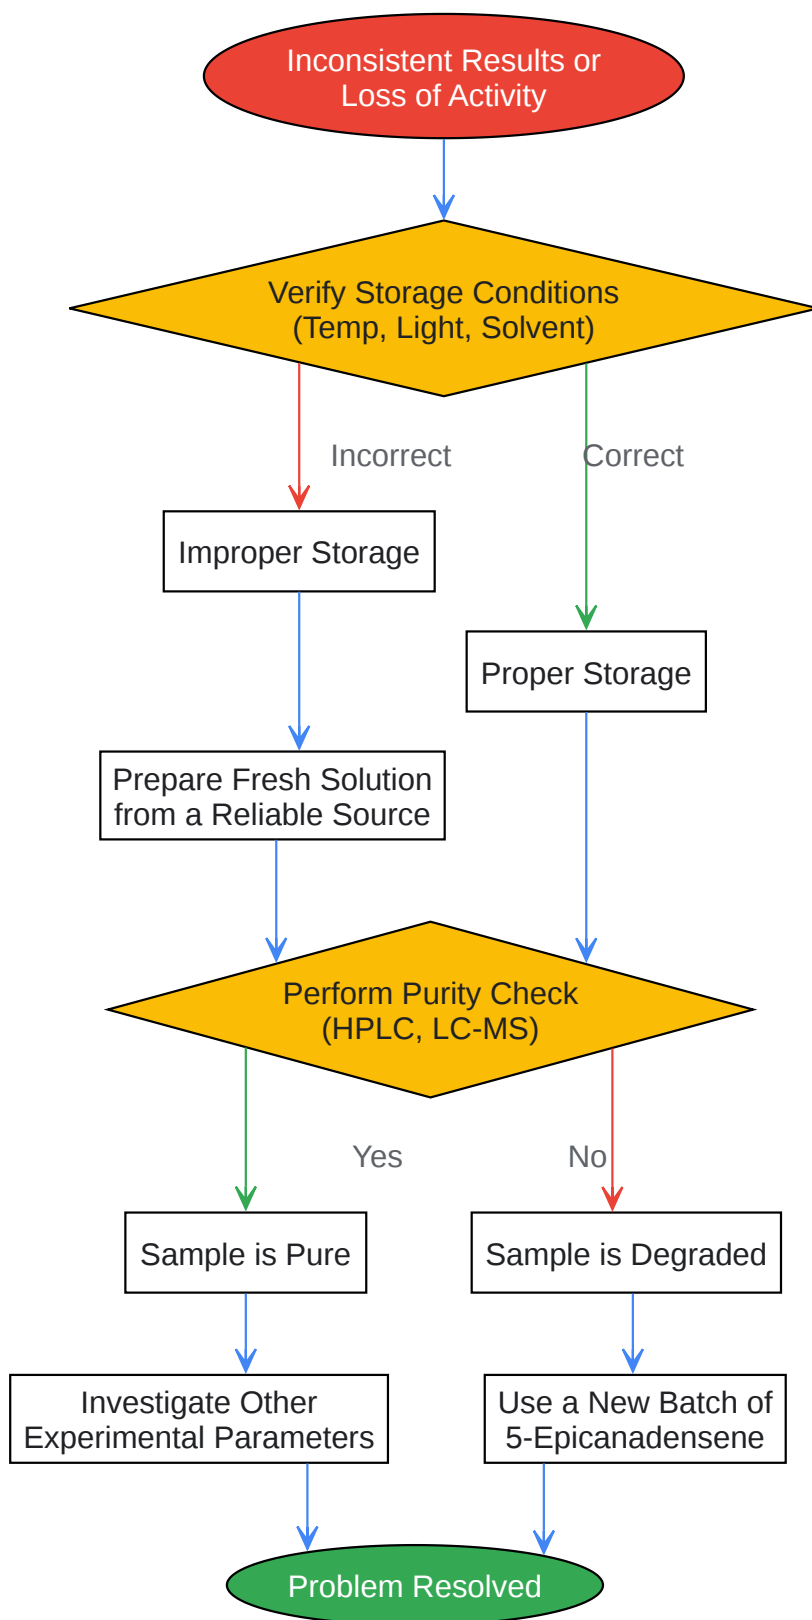 Inconsistent Results or
Loss of Activity
Verify Storage Conditions
(Temp, Light, Solvent)
Incorrect
Correct
Improper Storage
Proper Storage
Prepare Fresh Solution
from a Reliable Source
Perform Purity Check
(HPLC, LC-MS)
Yes
No
Sample is Pure
Sample is Degraded
Investigate Other
Experimental Parameters
Use a New Batch of
5-Epicanadensene
Problem Resolved